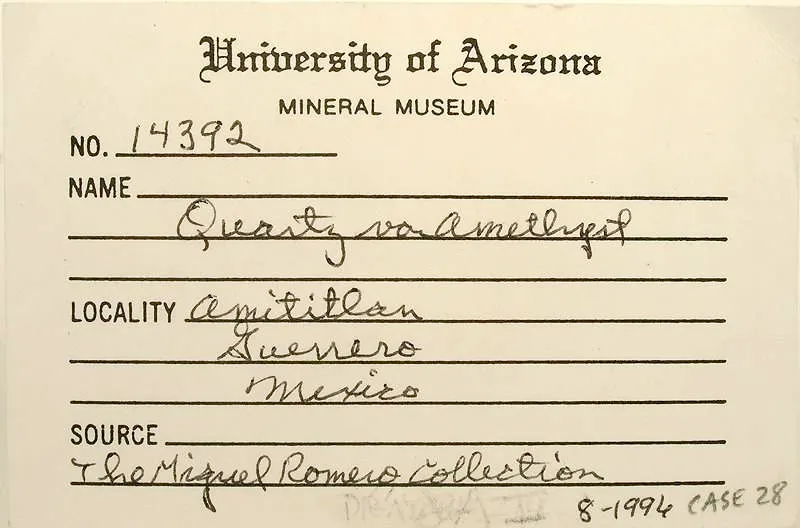 University of Arizona
MINERAL MUSEUM
NO. 14392
NAME
Quartz var Amethyst
LOCALITY Amititlan
Guerrero
Mexico
SOURCE
The Miguel Romero Collection
8-1994 CASE 28